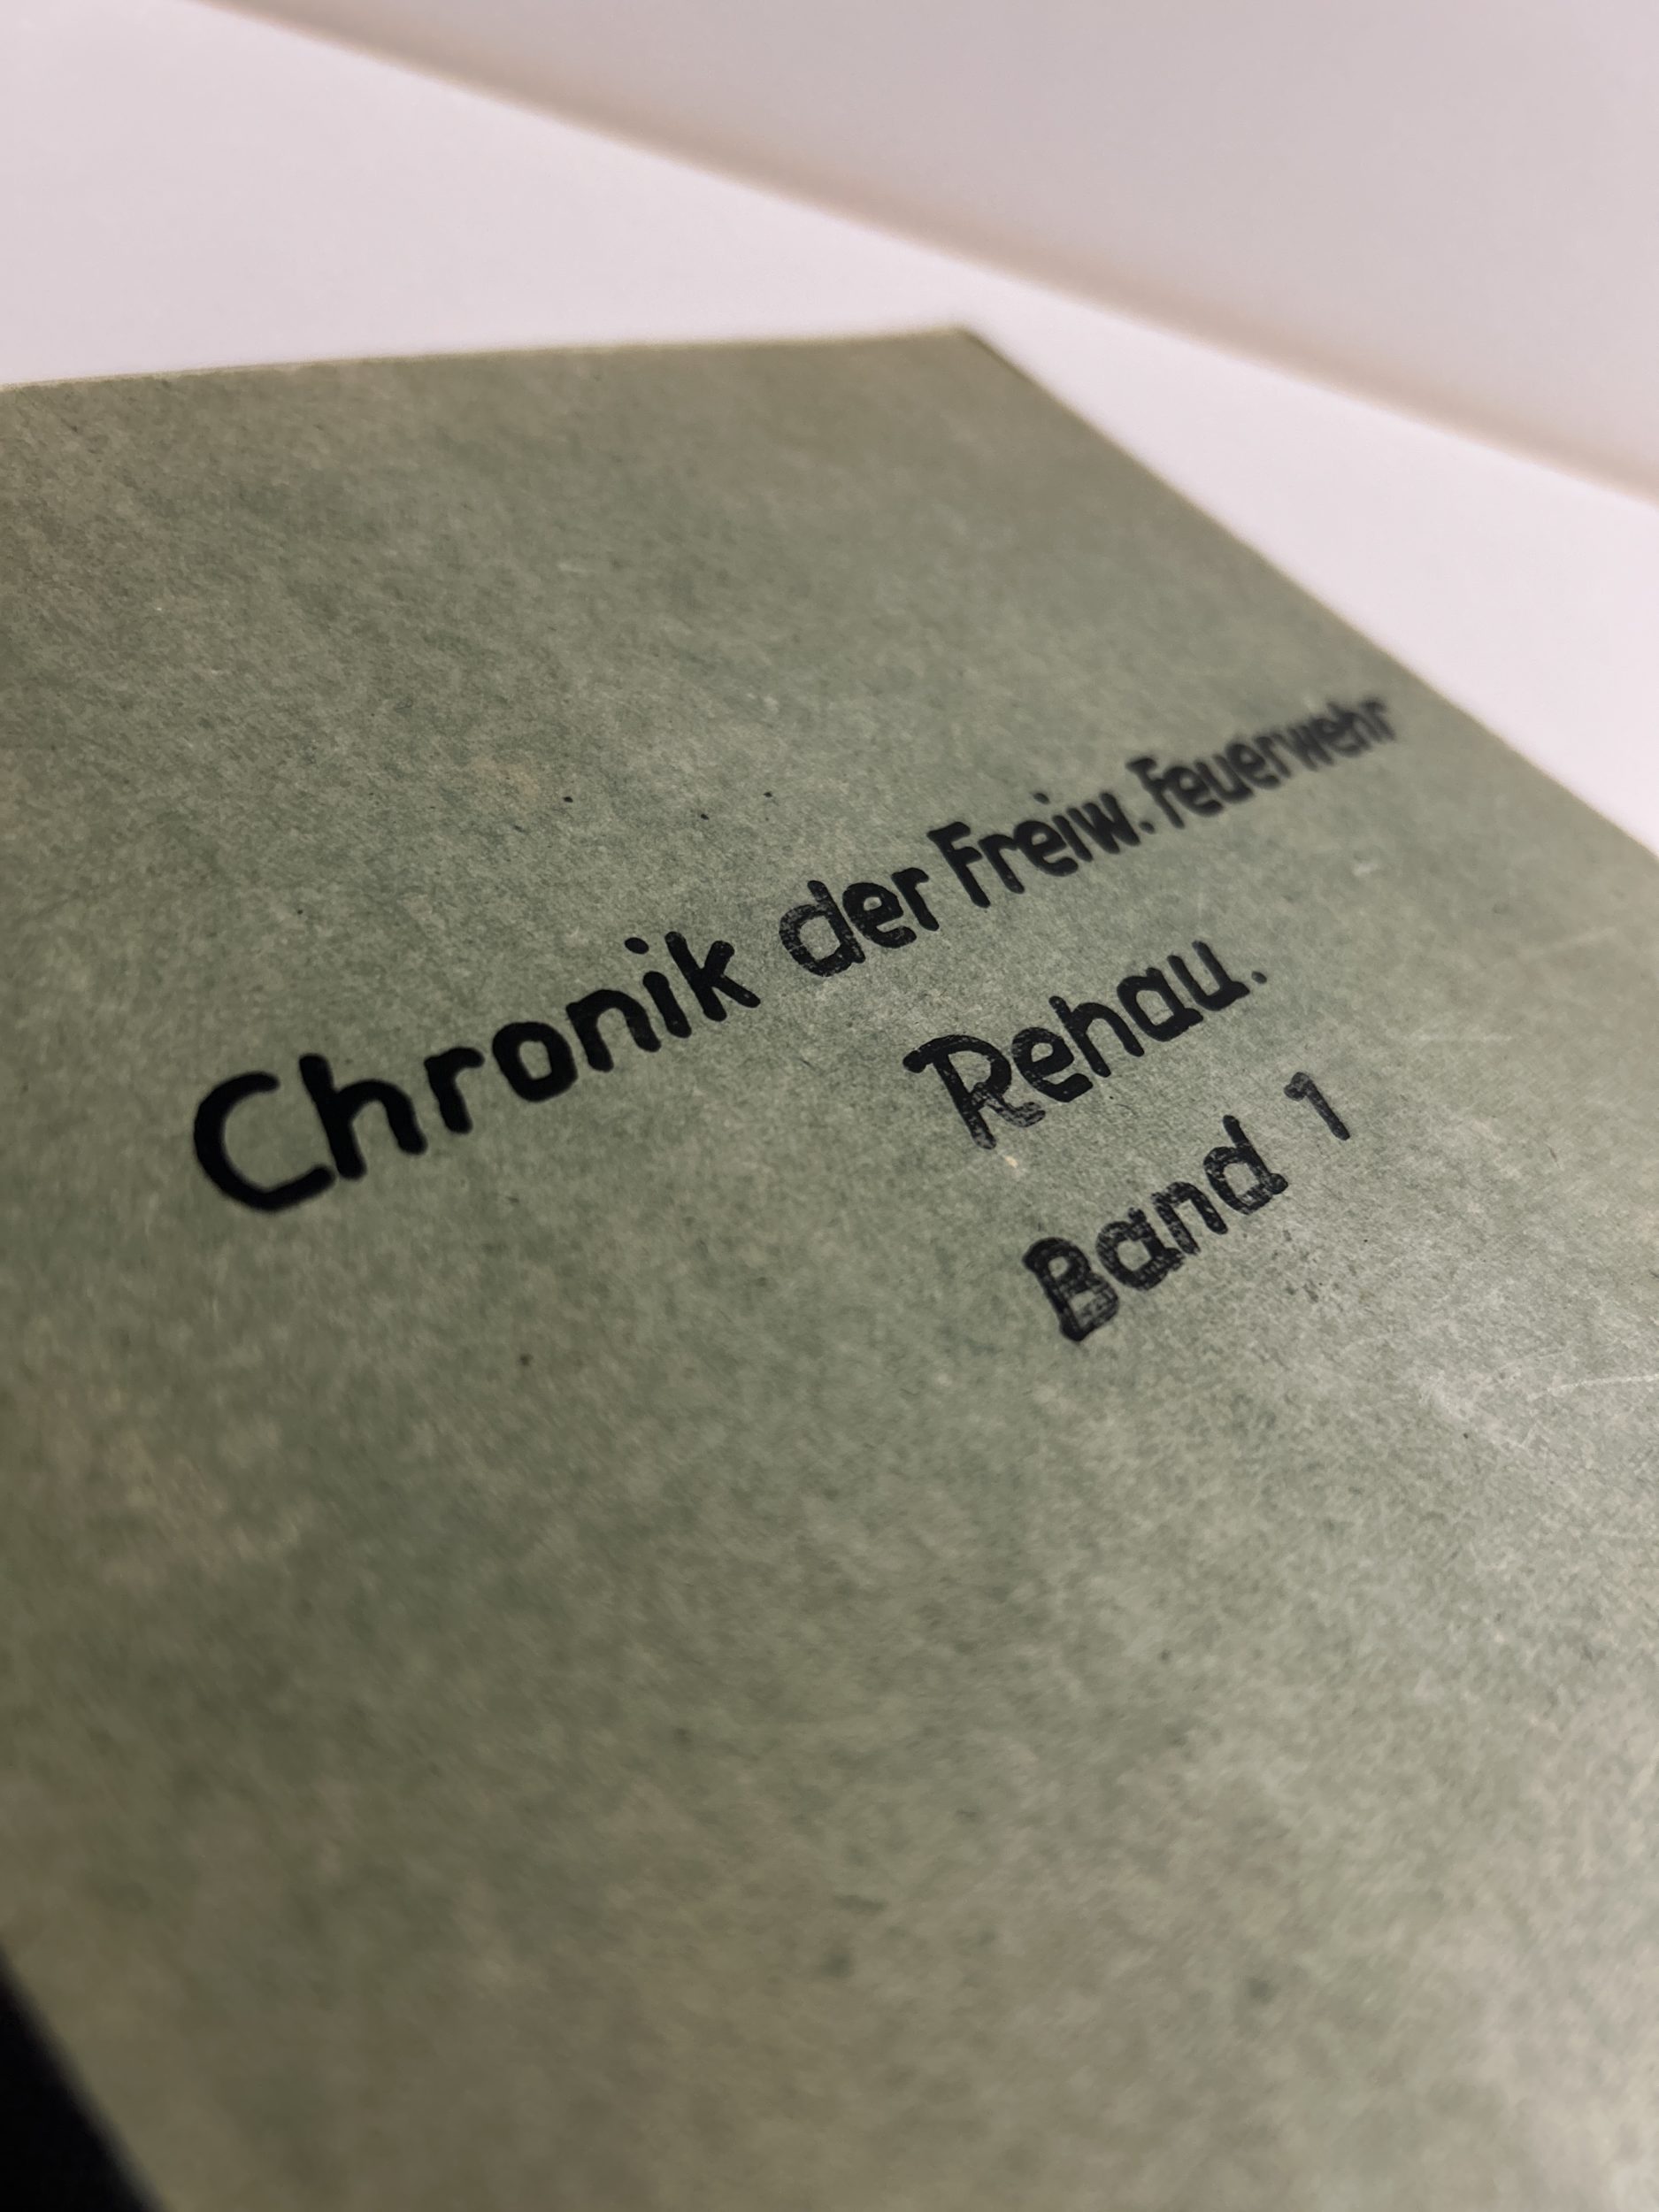 Chronik der Freiw. Feuerwehr
Rehau.
Band 1